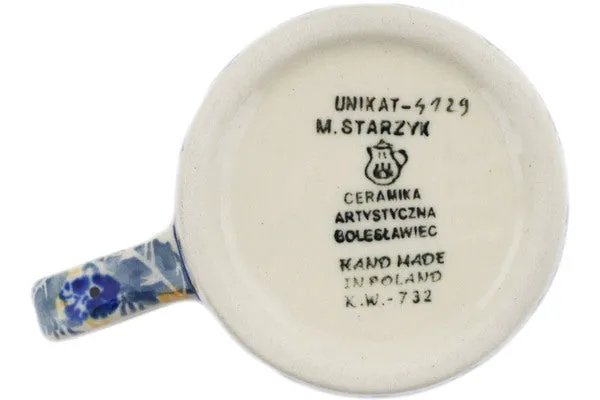 UNIKAT-4129
M.STARZYK
CERAMIKA
ARTYSTYCZNA
BOLESŁAWIEC
HAND MADE
IN POLAND
K.W.-732